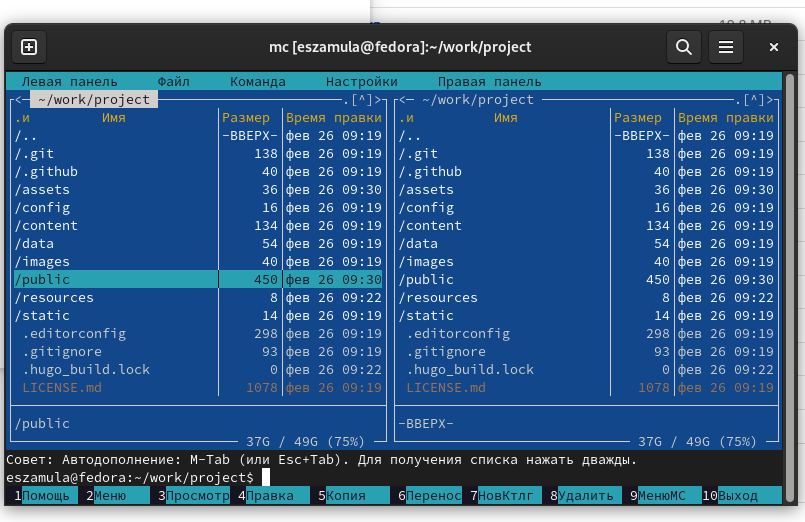 mc [eszamula@fedora]:~/work/project
Левая панель Файл Команда Настройки Правая панель
<─ ~/work/project .[^]> <─ ~/work/project .[^]>
.и Имя Размер Время правки .и Имя Размер Время правки
/.. -ВВЕРХ- фев 26 09:19 /.. -ВВЕРХ- фев 26 09:19
/.git 138 фев 26 09:19 /.git 138 фев 26 09:19
/.github 40 фев 26 09:19 /.github 40 фев 26 09:19
/assets 36 фев 26 09:30 /assets 36 фев 26 09:30
/config 16 фев 26 09:19 /config 16 фев 26 09:19
/content 134 фев 26 09:19 /content 134 фев 26 09:19
/data 54 фев 26 09:19 /data 54 фев 26 09:19
/images 40 фев 26 09:19 /images 40 фев 26 09:19
/public 450 фев 26 09:30 /public 450 фев 26 09:30
/resources 8 фев 26 09:22 /resources 8 фев 26 09:22
/static 14 фев 26 09:19 /static 14 фев 26 09:19
.editorconfig 298 фев 26 09:19 .editorconfig 298 фев 26 09:19
.gitignore 93 фев 26 09:19 .gitignore 93 фев 26 09:19
.hugo_build.lock 0 фев 26 09:22 .hugo_build.lock 0 фев 26 09:22
LICENSE.md 1078 фев 26 09:19 LICENSE.md 1078 фев 26 09:19
/public -ВВЕРХ-
37G / 49G (75%) 37G / 49G (75%)
Совет: Автодополнение: M-Tab (или Esc+Tab). Для получения списка нажать дважды.
eszamula@fedora:~/work/project$
1Помощь 2Меню 3Просмотр 4Правка 5Копия 6Перенос 7НовКтлг 8Удалить 9МенюMC 10Выход